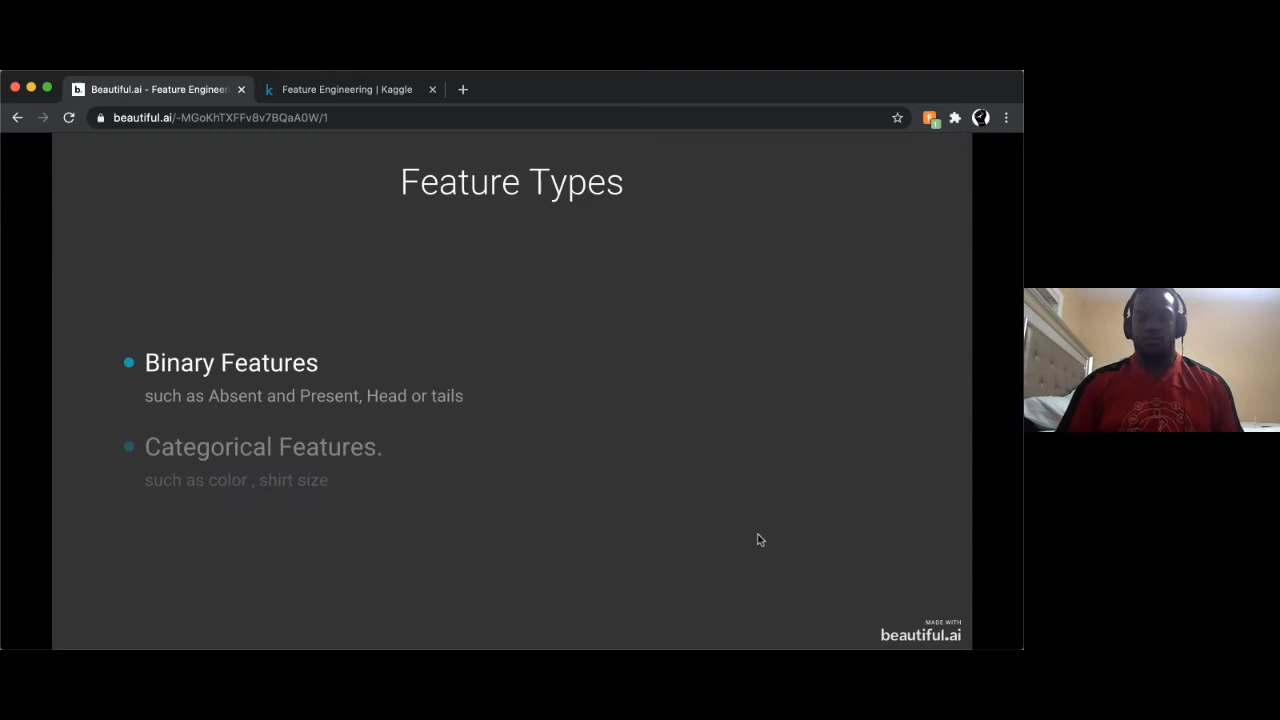 b. Beautiful.ai - Feature Engineer
k Feature Engineering | Kaggle
beautiful.ai/-MGoKhTXFFv8v7BQaA0W/1
1
Feature Types
Binary Features
such as Absent and Present, Head or tails
Categorical Features.
such as color , shirt size
MADE WITH
beautiful.ai